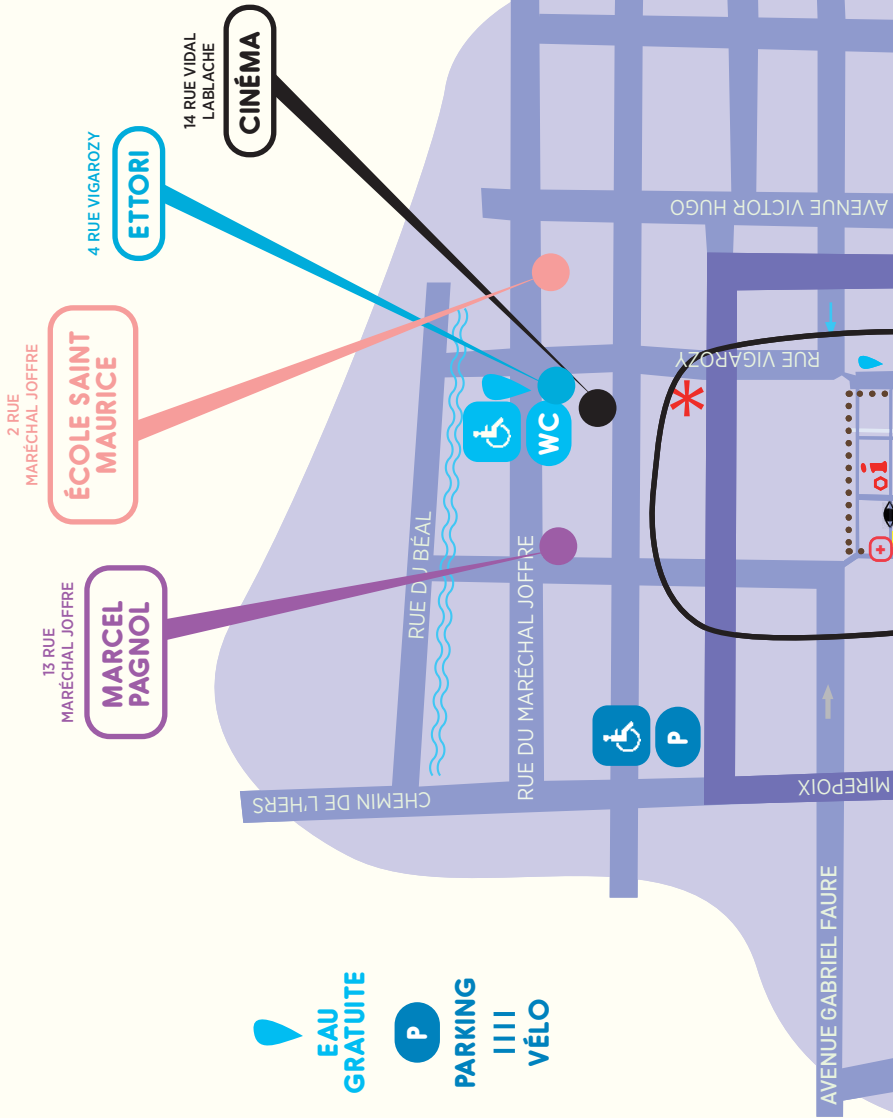 14 RUE VIDAL
LABLACHE
CINÉMA
4 RUE VIGAROZY
ETTORI
2 RUE
MARÉCHAL JOFFRE
ÉCOLE SAINT
MAURICE
13 RUE
MARÉCHAL JOFFRE
MARCEL
PAGNOL
AVENUE VICTOR HUGO
RUE VIGAROZY
WC
RUE DU BÉAL
RUE DU MARÉCHAL JOFFRE
P
CHEMIN DE L'HERS
MIREPOIX
AVENUE GABRIEL FAURE
i
EAU
GRATUITE
P
PARKING
VÉLO